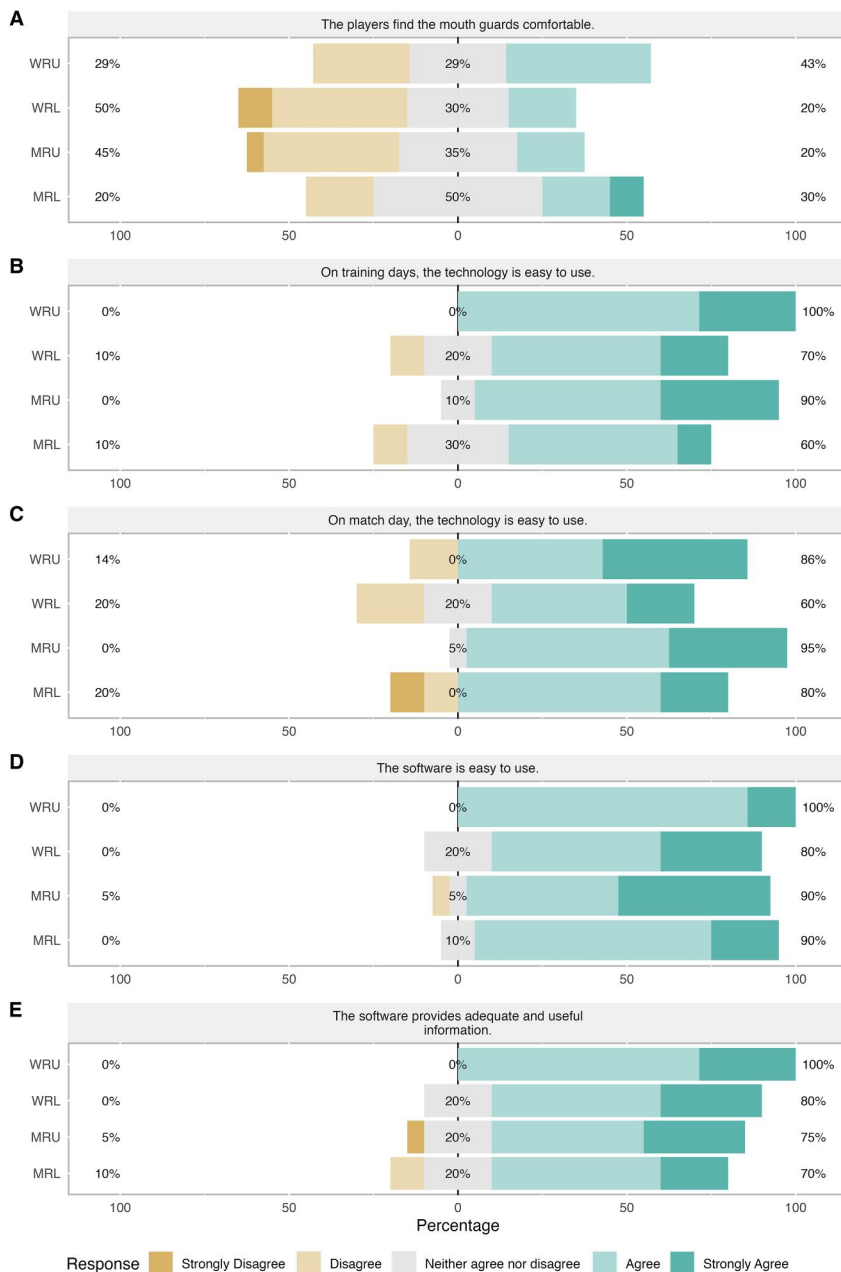 A
The players find the mouth guards comfortable.
WRU 29% 29% 43%
WRL 50% 30% 20%
MRU 45% 35% 20%
MRL 20% 50% 30%
100 50 0 50 100
B
On training days, the technology is easy to use.
WRU 0% 0% 100%
WRL 10% 20% 70%
MRU 0% 10% 90%
MRL 10% 30% 60%
100 50 0 50 100
C
On match day, the technology is easy to use.
WRU 14% 0% 86%
WRL 20% 20% 60%
MRU 0% 5% 95%
MRL 20% 0% 80%
100 50 0 50 100
D
The software is easy to use.
WRU 0% 0% 100%
WRL 0% 20% 80%
MRU 5% 5% 90%
MRL 0% 10% 90%
100 50 0 50 100
E
The software provides adequate and useful
information.
WRU 0% 0% 100%
WRL 0% 20% 80%
MRU 5% 20% 75%
MRL 10% 20% 70%
100 50 0 50 100
Percentage
Response Strongly Disagree Disagree Neither agree nor disagree Agree Strongly Agree